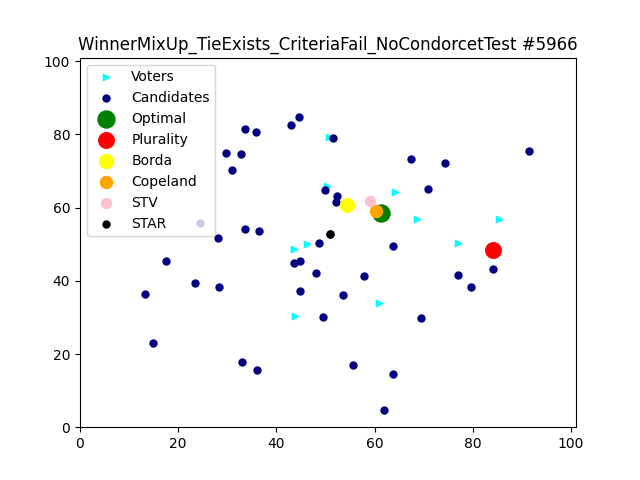 WinnerMixUp_TieExists_CriteriaFail_NoCondorcetTest #5966
100
80
60
40
20
0
Voters
Candidates
Optimal
Plurality
Borda
Copeland
STV
STAR
0 20 40 60 80 100